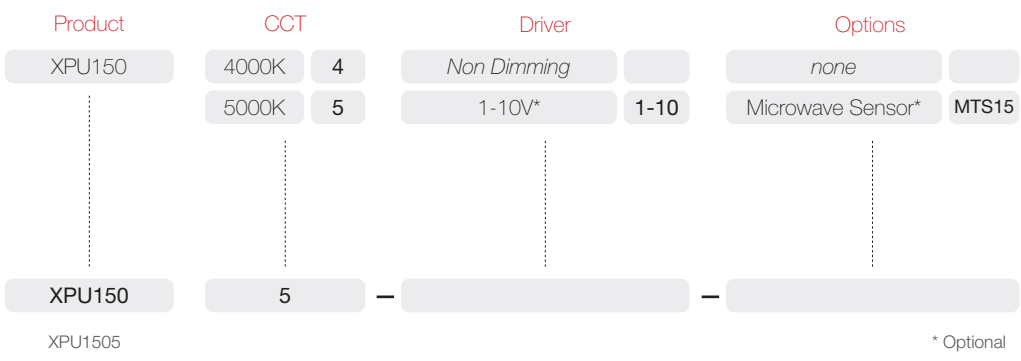 Product CCT Driver Options
XPU150 4000K 4 Non Dimming none
5000K 5 1-10V* 1-10 Microwave Sensor* MTS15
XPU150 5 – –
XPU1505 * Optional